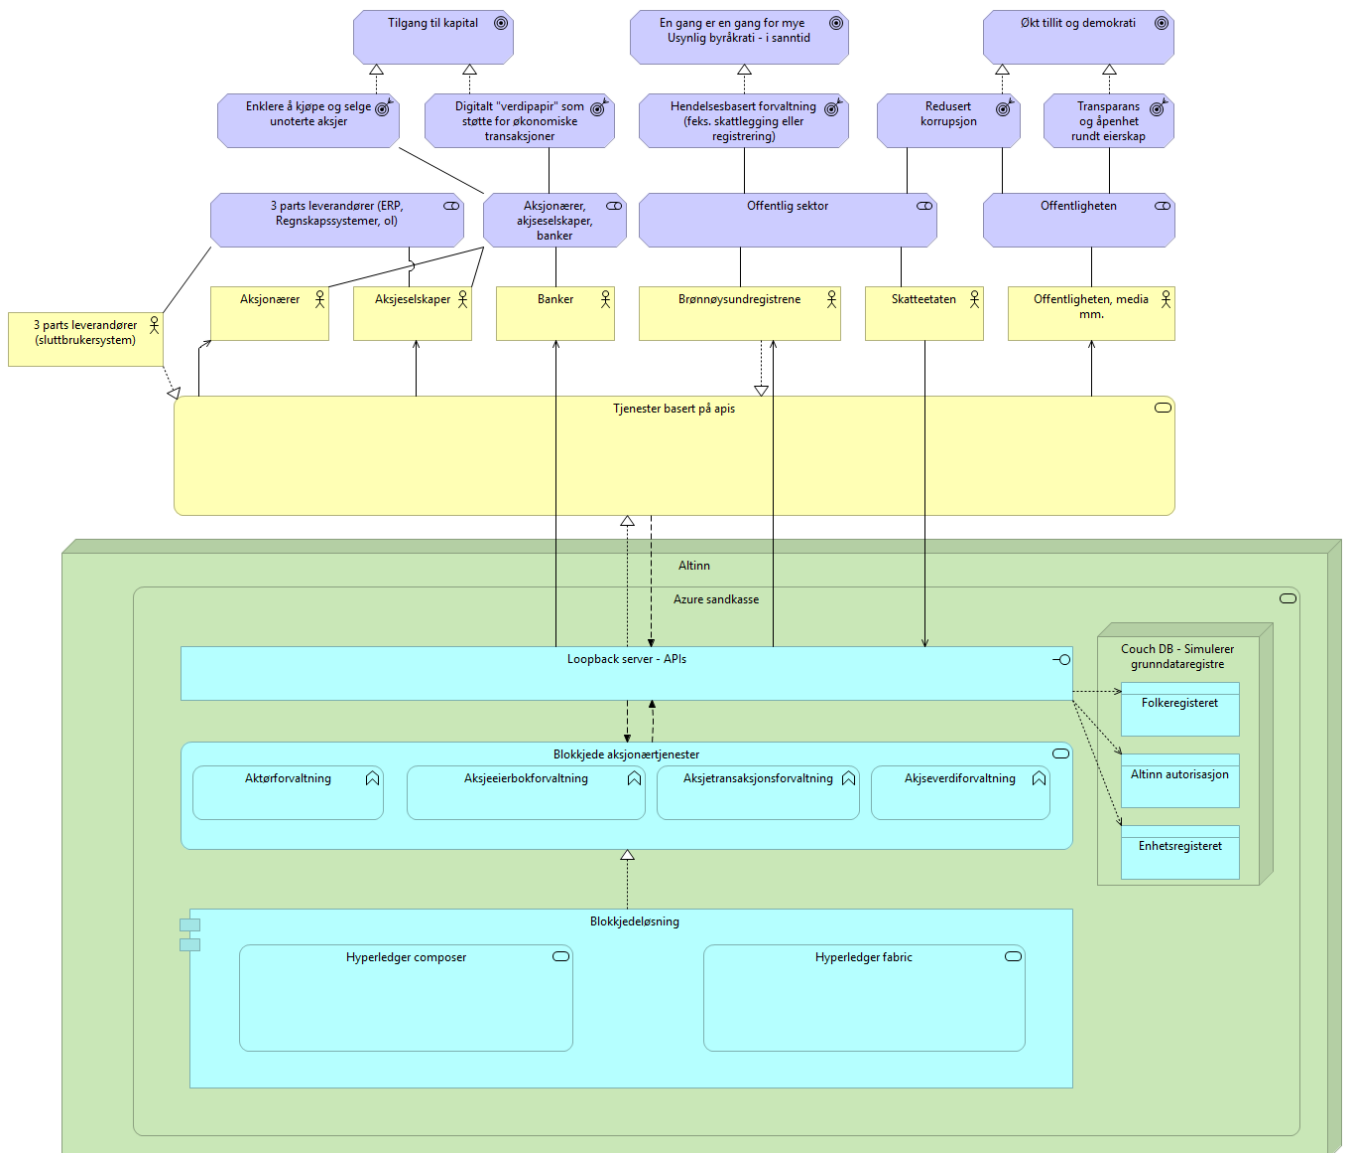 Tilgang til kapital
En gang er en gang for mye
Usynlig byråkrati - i sanntid
Økt tillit og demokrati
Enklere å kjøpe og selge
unoterte aksjer
Digitalt "verdipapir" som
støtte for økonomiske
transaksjoner
Hendelsesbasert forvaltning
(feks. skattlegging eller
registrering)
Redusert
korrupsjon
Transparans
og åpenhet
rundt eierskap
3 parts leverandører (ERP,
Regnskapssystemer, ol)
Aksjonærer,
akjseselskaper,
banker
Offentlig sektor
Offentligheten
3 parts leverandører
(sluttbrukersystem)
Aksjonærer
Aksjeselskaper
Banker
Brønnøysundregistrene
Skatteetaten
Offentligheten, media
mm.
Tjenester basert på apis
Altinn
Azure sandkasse
Loopback server - APIs
Couch DB - Simulerer
grunndataregistre
Folkeregisteret
Altinn autorisasjon
Enhetsregisteret
Blokkjede aksjonærtjenester
Aktørforvaltning
Aksjeeierbokforvaltning
Aksjetransaksjonsforvaltning
Akjseverdiforvaltning
Blokkjedeløsning
Hyperledger composer
Hyperledger fabric